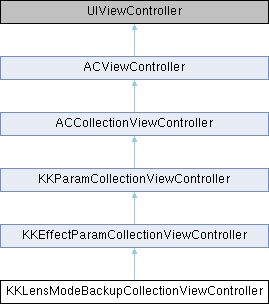 UIViewController
ACViewController
ACCollectionViewController
KKParamCollectionViewController
KKEffectParamCollectionViewController
KKLensModeBackupCollectionViewController